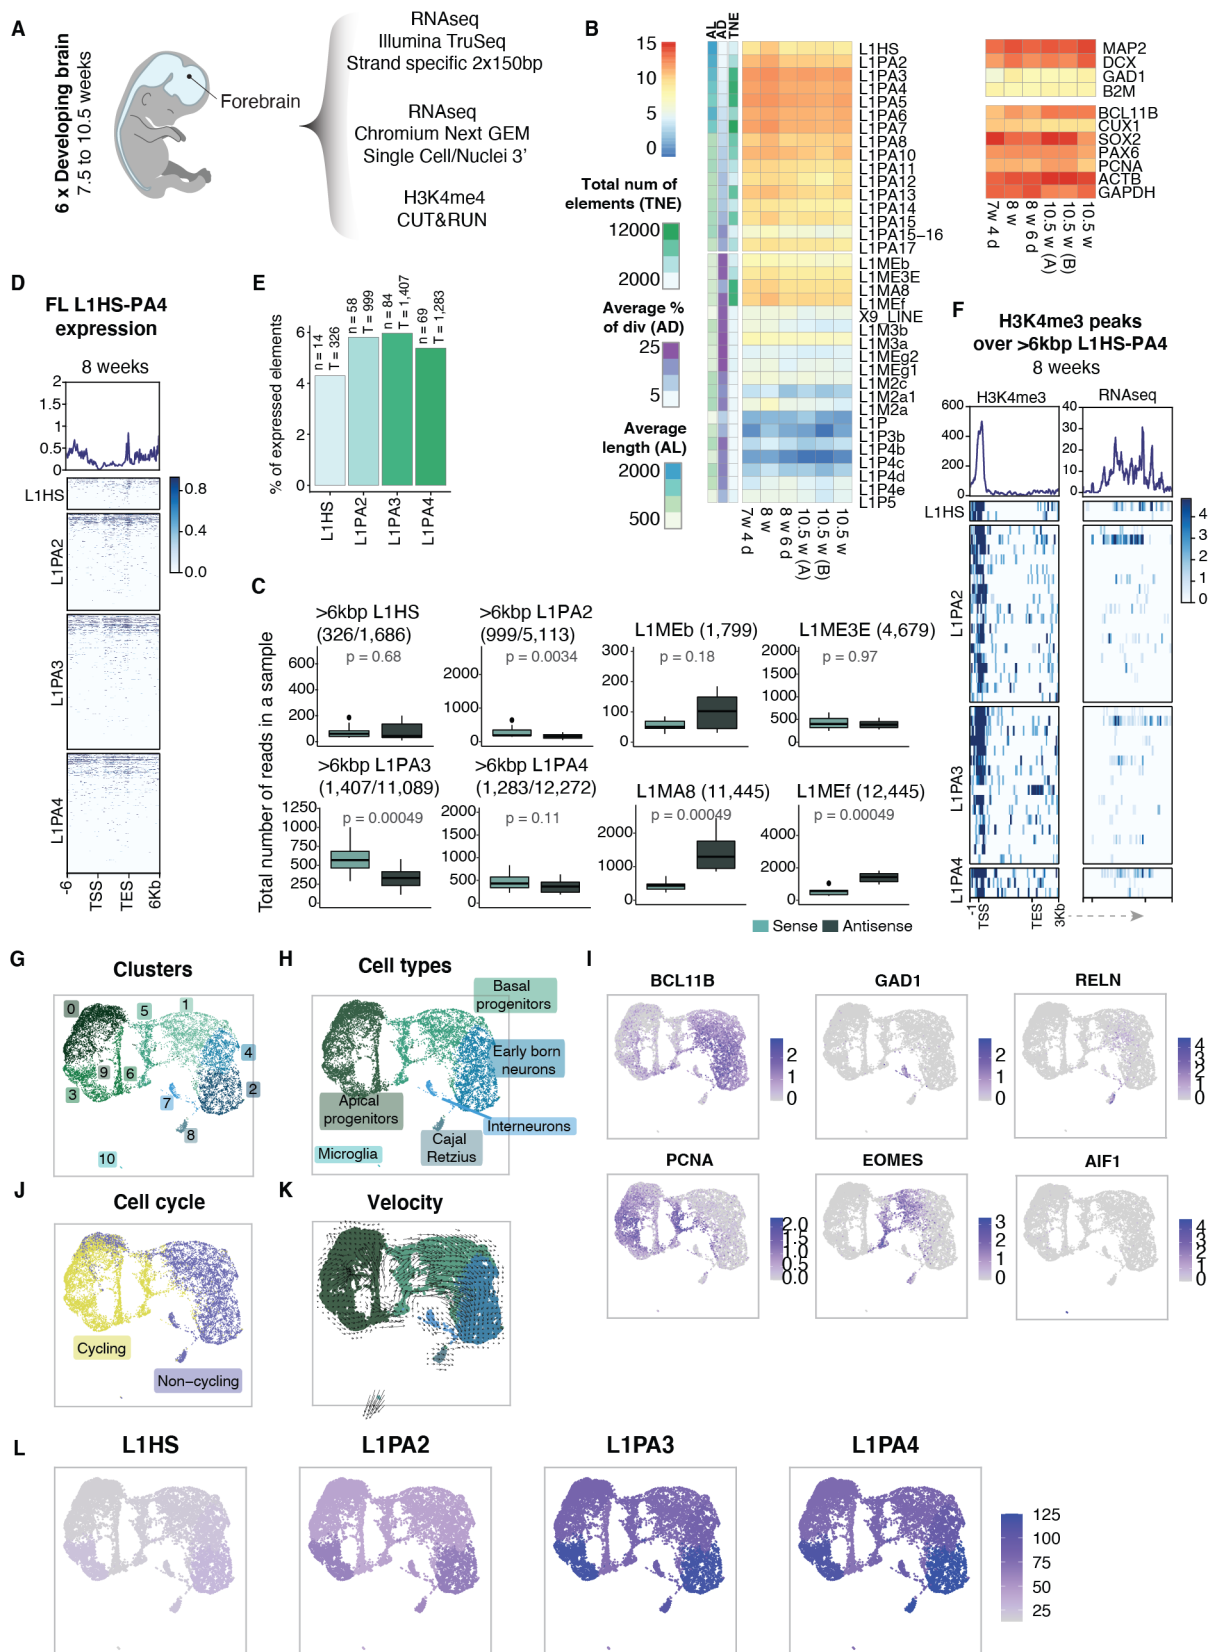 A
6 x Developing brain
7.5 to 10.5 weeks
Forebrain
RNAseq
Illumina TruSeq
Strand specific 2x150bp
RNAseq
Chromium Next GEM
Single Cell/Nuclei 3’
H3K4me4
CUT&RUN
B
AL
AD
TNE
15
10
5
0
Total num of
elements (TNE)
12000
2000
Average %
of div (AD)
25
5
Average
length (AL)
2000
500
L1HS
L1PA2
L1PA3
L1PA4
L1PA5
L1PA6
L1PA7
L1PA8
L1PA10
L1PA11
L1PA12
L1PA13
L1PA14
L1PA15
L1PA15−16
L1PA17
L1MEb
L1ME3E
L1MA8
L1MEf
X9_LINE
L1M3b
L1M3a
L1MEg2
L1MEg1
L1M2c
L1M2a1
L1M2a
L1P
L1P3b
L1P4b
L1P4c
L1P4d
L1P4e
L1P5
7w 4 d
8 w
8 w 6 d
10.5 w (A)
10.5 w (B)
10.5 w
MAP2
DCX
GAD1
B2M
BCL11B
CUX1
SOX2
PAX6
PCNA
ACTB
GAPDH
7w 4 d
8 w
8 w 6 d
10.5 w (A)
10.5 w (B)
10.5 w
D
FL L1HS-PA4
expression
8 weeks
2
1.5
1
0.5
0
L1HS
L1PA2
L1PA3
L1PA4
0.8
0.4
0.0
-6
TSS
TES
6Kb
E
% of expressed elements
6
4
2
0
n = 14
T = 326
n = 58
T = 999
n = 84
T = 1,407
n = 69
T = 1,283
L1HS
L1PA2
L1PA3
L1PA4
C
Total number of reads in a sample
>6kbp L1HS
(326/1,686)
p = 0.68
600
400
200
0
>6kbp L1PA2
(999/5,113)
p = 0.0034
2000
1000
0
L1MEb (1,799)
p = 0.18
300
200
100
0
L1ME3E (4,679)
p = 0.97
2000
1500
1000
500
0
>6kbp L1PA3
(1,407/11,089)
p = 0.00049
1250
1000
750
500
250
0
>6kbp L1PA4
(1,283/12,272)
p = 0.11
2000
1500
1000
500
0
L1MA8 (11,445)
p = 0.00049
2000
1000
0
L1MEf (12,445)
p = 0.00049
4000
2000
0
Sense
Antisense
F
H3K4me3 peaks
over >6kbp L1HS-PA4
8 weeks
H3K4me3
RNAseq
600
400
200
0
40
30
20
10
0
L1HS
L1PA2
L1PA3
L1PA4
4
3
2
1
0
-1
TSS
TES
3Kb
G
Clusters
0
5
1
4
9
6
3
2
7
8
10
H
Cell types
Basal
progenitors
Early born
neurons
Apical
progenitors
Interneurons
Cajal
Retzius
Microglia
I
BCL11B
2
1
0
GAD1
2
1
0
RELN
4
3
2
1
0
PCNA
2.0
1.5
1.0
0.5
0.0
EOMES
3
2
1
0
AIF1
4
3
2
1
0
J
Cell cycle
Cycling
Non−cycling
K
Velocity
L
L1HS
L1PA2
L1PA3
L1PA4
125
100
75
50
25